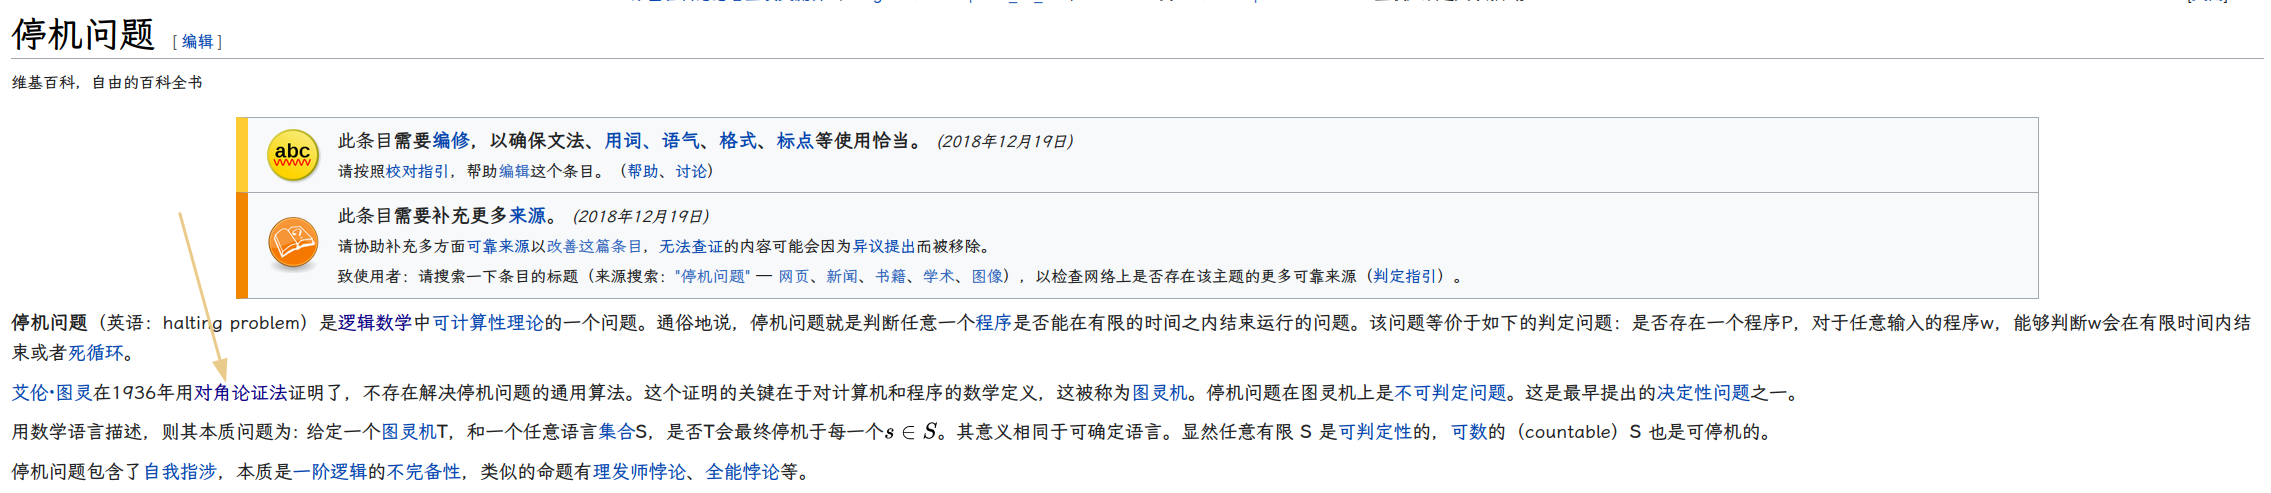 停机问题 [ 编辑 ]
维基百科，自由的百科全书
abc
此条目需要编修，以确保文法、用词、语气、格式、标点等使用恰当。 (2018年12月19日)
请按照校对指引，帮助编辑这个条目。（帮助、讨论）
此条目需要补充更多来源。 (2018年12月19日)
请协助补充多方面可靠来源以改善这篇条目，无法查证的内容可能会因为异议提出而被移除。
致使用者：请搜索一下条目的标题（来源搜索："停机问题" — 网页、新闻、书籍、学术、图像），以检查网络上是否存在该主题的更多可靠来源（判定指引）。
停机问题（英语：halting problem）是逻辑数学中可计算性理论的一个问题。通俗地说，停机问题就是判断任意一个程序是否能在有限的时间之内结束运行的问题。该问题等价于如下的判定问题：是否存在一个程序P，对于任意输入的程序w，能够判断w会在有限时间内结
束或者死循环。
艾伦·图灵在1936年用对角论证法证明了，不存在解决停机问题的通用算法。这个证明的关键在于对计算机和程序的数学定义，这被称为图灵机。停机问题在图灵机上是不可判定问题。这是最早提出的决定性问题之一。
用数学语言描述，则其本质问题为: 给定一个图灵机T，和一个任意语言集合S，是否T会最终停机于每一个s ∈ S。其意义相同于可确定语言。显然任意有限 S 是可判定性的，可数的（countable）S 也是可停机的。
停机问题包含了自我指涉，本质是一阶逻辑的不完备性，类似的命题有理发师悖论、全能悖论等。